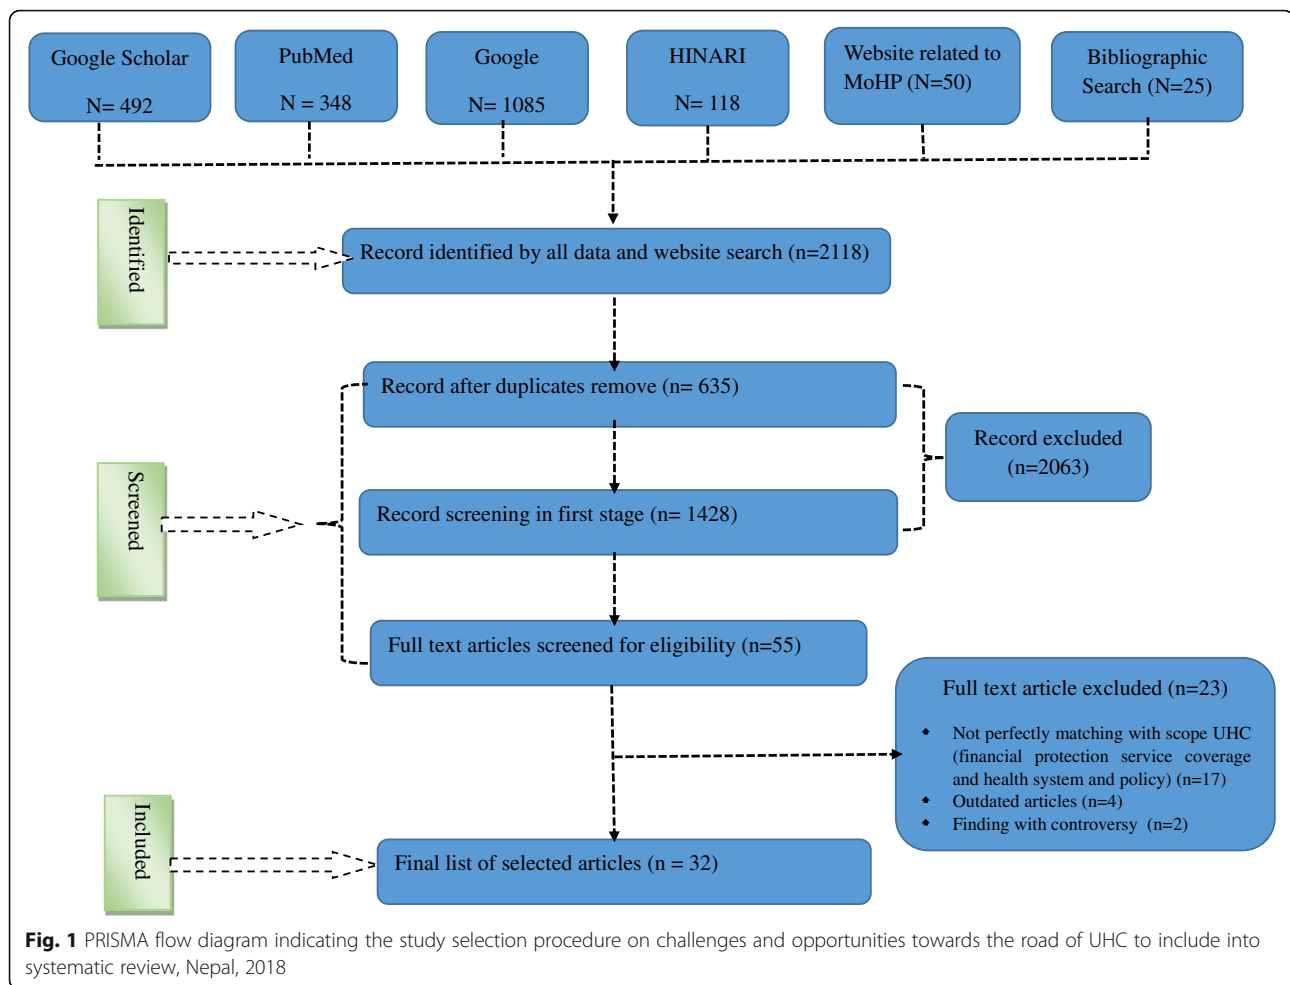 Google Scholar
N= 492
PubMed
N = 348
Google
N= 1085
HINARI
N= 118
Website related to
MoHP (N=50)
Bibliographic
Search (N=25)
Identified
Record identified by all data and website search (n=2118)
Record after duplicates remove (n= 635)
Record excluded
(n=2063)
Screened
Record screening in first stage (n= 1428)
Full text articles screened for eligibility (n=55)
Full text article excluded (n=23)
Not perfectly matching with scope UHC
(financial protection service coverage
and health system and policy) (n=17)
Outdated articles (n=4)
Finding with controversy (n=2)
Included
Final list of selected articles (n = 32)
Fig. 1 PRISMA flow diagram indicating the study selection procedure on challenges and opportunities towards the road of UHC to include into
systematic review, Nepal, 2018